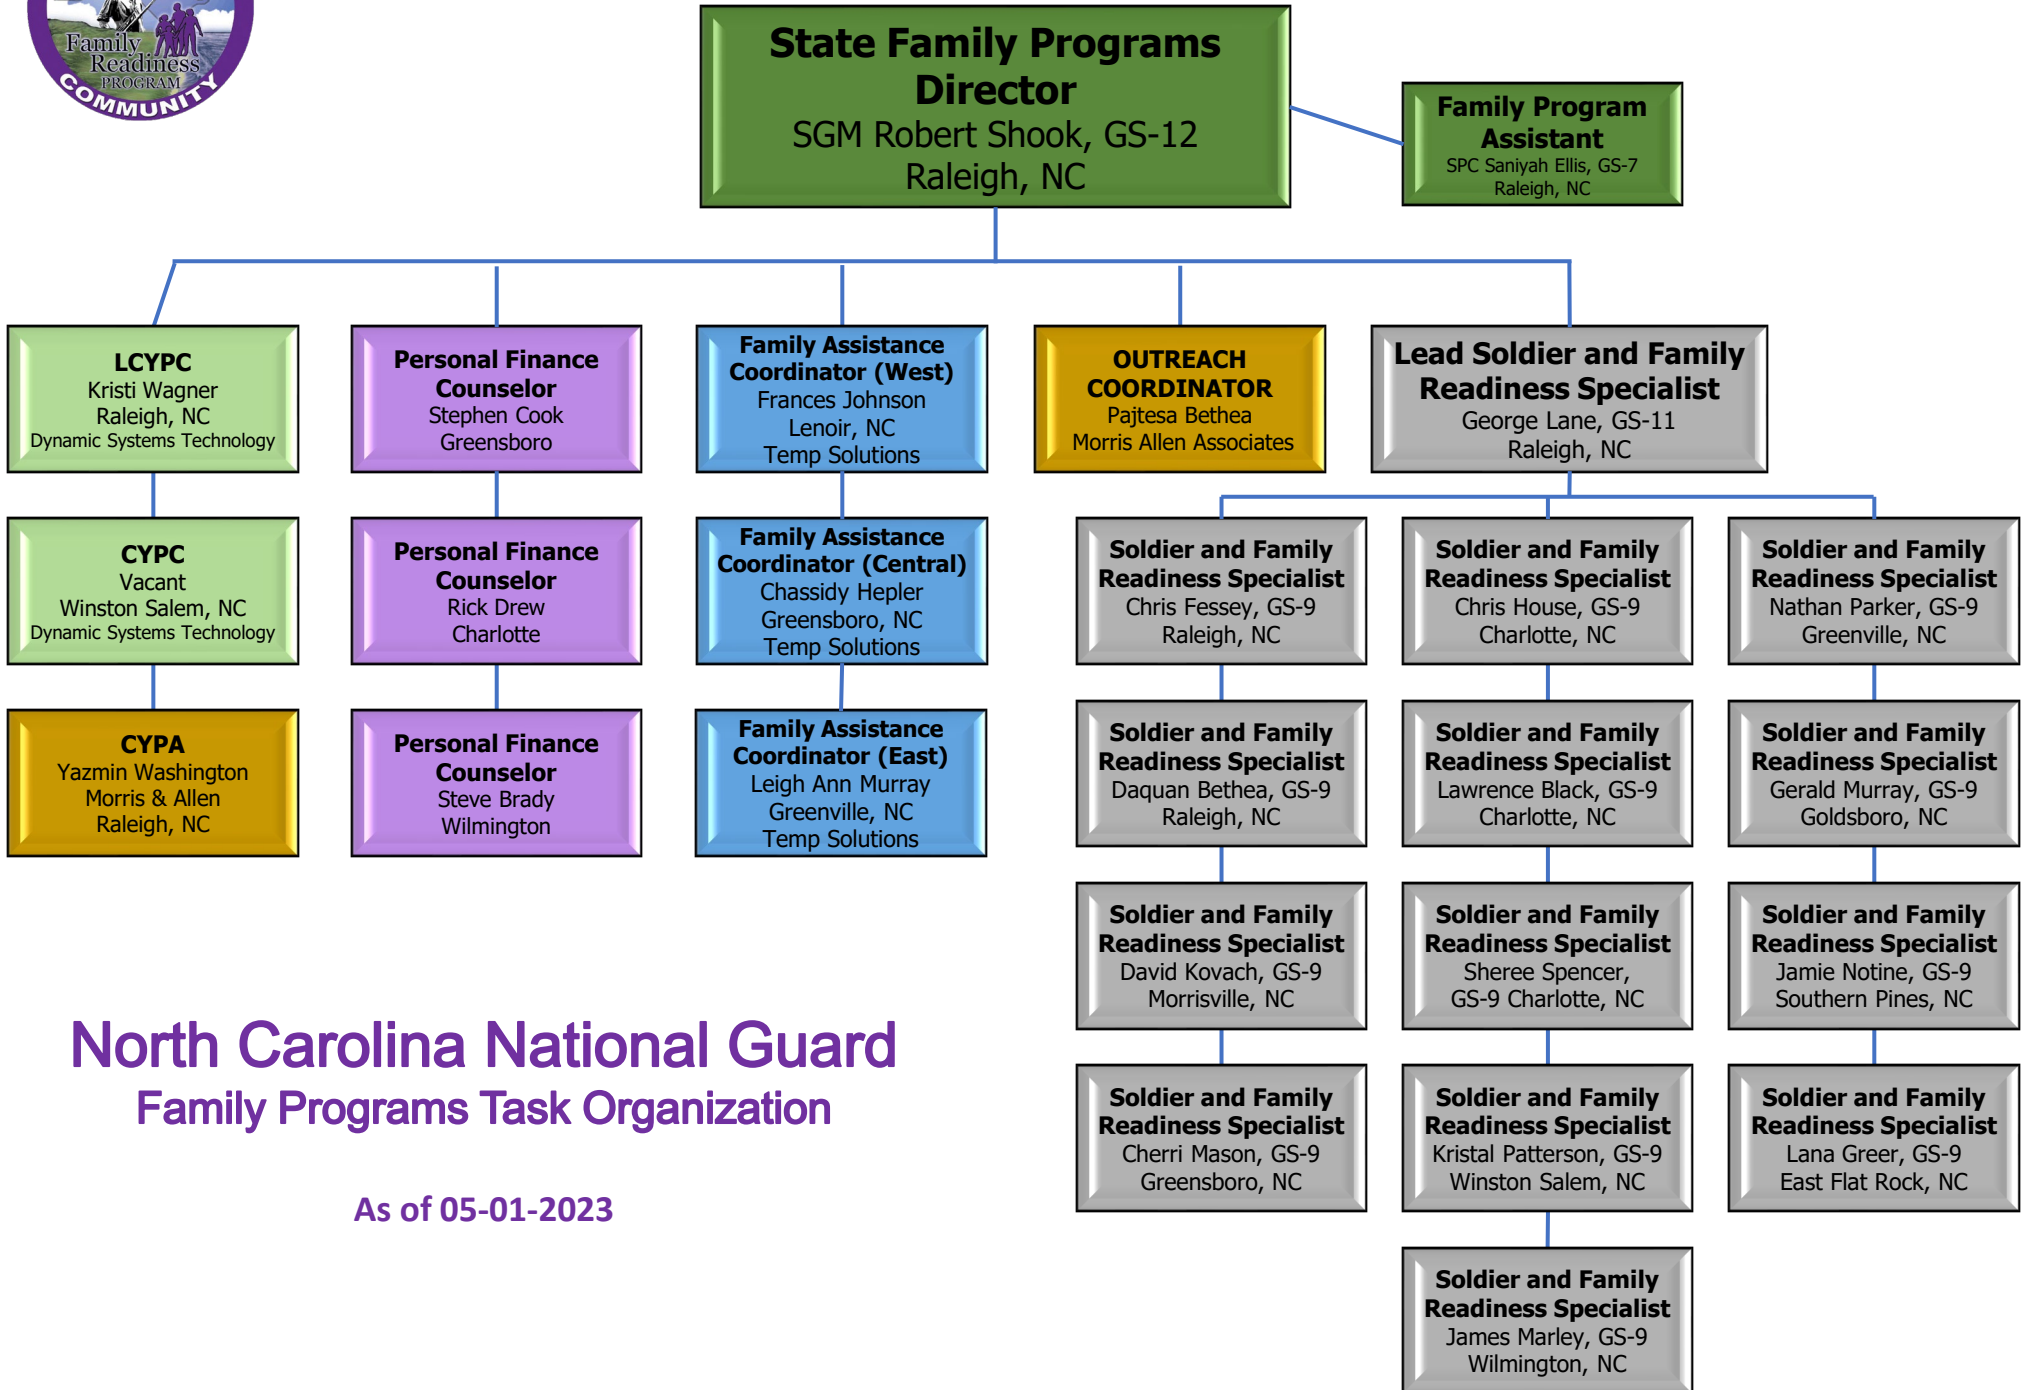 Family
Readiness
PROGRAM
COMMUNITY
State Family Programs
Director
SGM Robert Shook, GS-12
Raleigh, NC
Family Program
Assistant
SPC Saniyah Ellis, GS-7
Raleigh, NC
LCYPC
Kristi Wagner
Raleigh, NC
Dynamic Systems Technology
Personal Finance
Counselor
Stephen Cook
Greensboro
Family Assistance
Coordinator (West)
Frances Johnson
Lenoir, NC
Temp Solutions
OUTREACH
COORDINATOR
Pajtesa Bethea
Morris Allen Associates
Lead Soldier and Family
Readiness Specialist
George Lane, GS-11
Raleigh, NC
CYPC
Vacant
Winston Salem, NC
Dynamic Systems Technology
Personal Finance
Counselor
Rick Drew
Charlotte
Family Assistance
Coordinator (Central)
Chassidy Hepler
Greensboro, NC
Temp Solutions
Soldier and Family
Readiness Specialist
Chris Fessey, GS-9
Raleigh, NC
Soldier and Family
Readiness Specialist
Chris House, GS-9
Charlotte, NC
Soldier and Family
Readiness Specialist
Nathan Parker, GS-9
Greenville, NC
CYPA
Yazmin Washington
Morris & Allen
Raleigh, NC
Personal Finance
Counselor
Steve Brady
Wilmington
Family Assistance
Coordinator (East)
Leigh Ann Murray
Greenville, NC
Temp Solutions
Soldier and Family
Readiness Specialist
Daquan Bethea, GS-9
Raleigh, NC
Soldier and Family
Readiness Specialist
Lawrence Black, GS-9
Charlotte, NC
Soldier and Family
Readiness Specialist
Gerald Murray, GS-9
Goldsboro, NC
Soldier and Family
Readiness Specialist
David Kovach, GS-9
Morrisville, NC
Soldier and Family
Readiness Specialist
Sheree Spencer,
GS-9 Charlotte, NC
Soldier and Family
Readiness Specialist
Jamie Notine, GS-9
Southern Pines, NC
Soldier and Family
Readiness Specialist
Cherri Mason, GS-9
Greensboro, NC
Soldier and Family
Readiness Specialist
Kristal Patterson, GS-9
Winston Salem, NC
Soldier and Family
Readiness Specialist
Lana Greer, GS-9
East Flat Rock, NC
Soldier and Family
Readiness Specialist
James Marley, GS-9
Wilmington, NC
North Carolina National Guard
Family Programs Task Organization
As of 05-01-2023